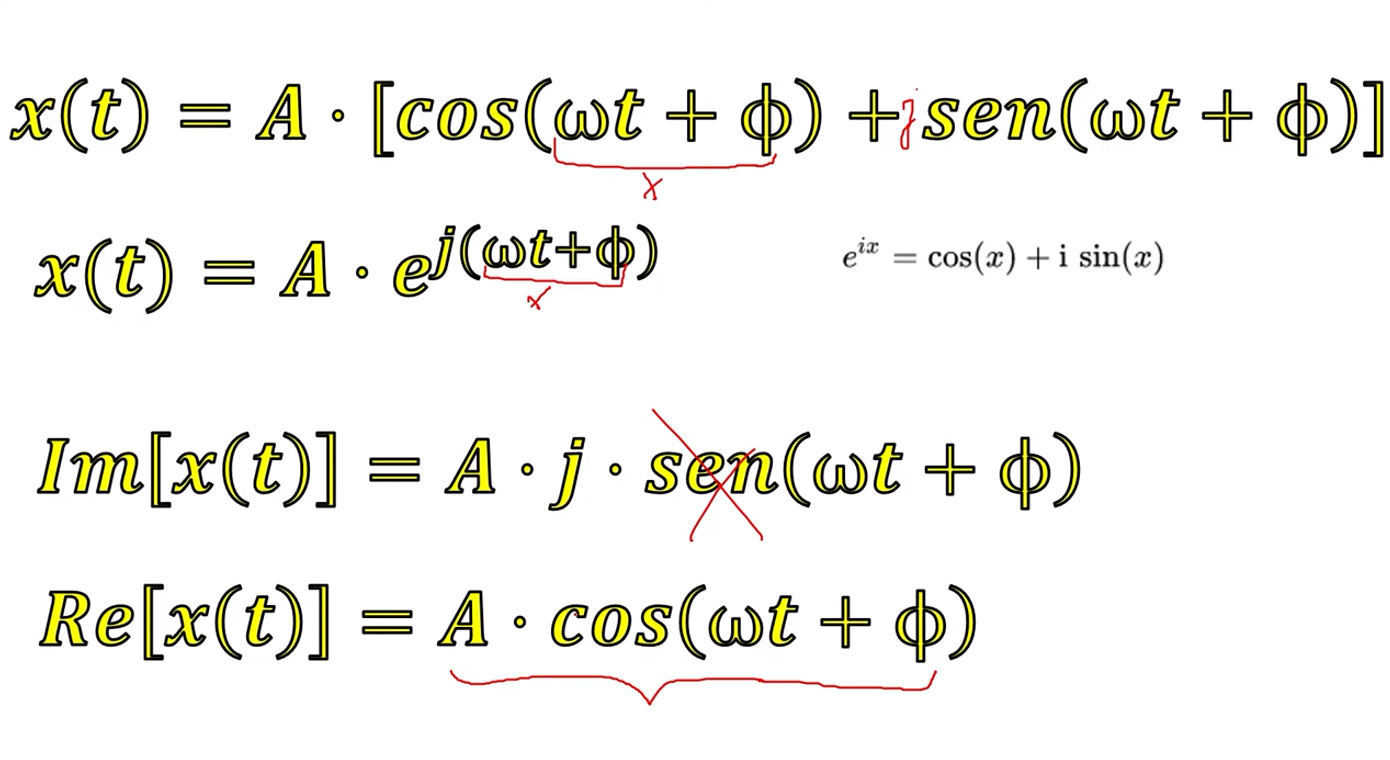 x(t) = A · [cos(ωt + ϕ) + j sen(ωt + ϕ)]
x
x(t) = A · e^j(ωt+ϕ)
x
e^ix = cos(x) + i sin(x)
Im[x(t)] = A · j · sen(ωt + ϕ)
Re[x(t)] = A · cos(ωt + ϕ)